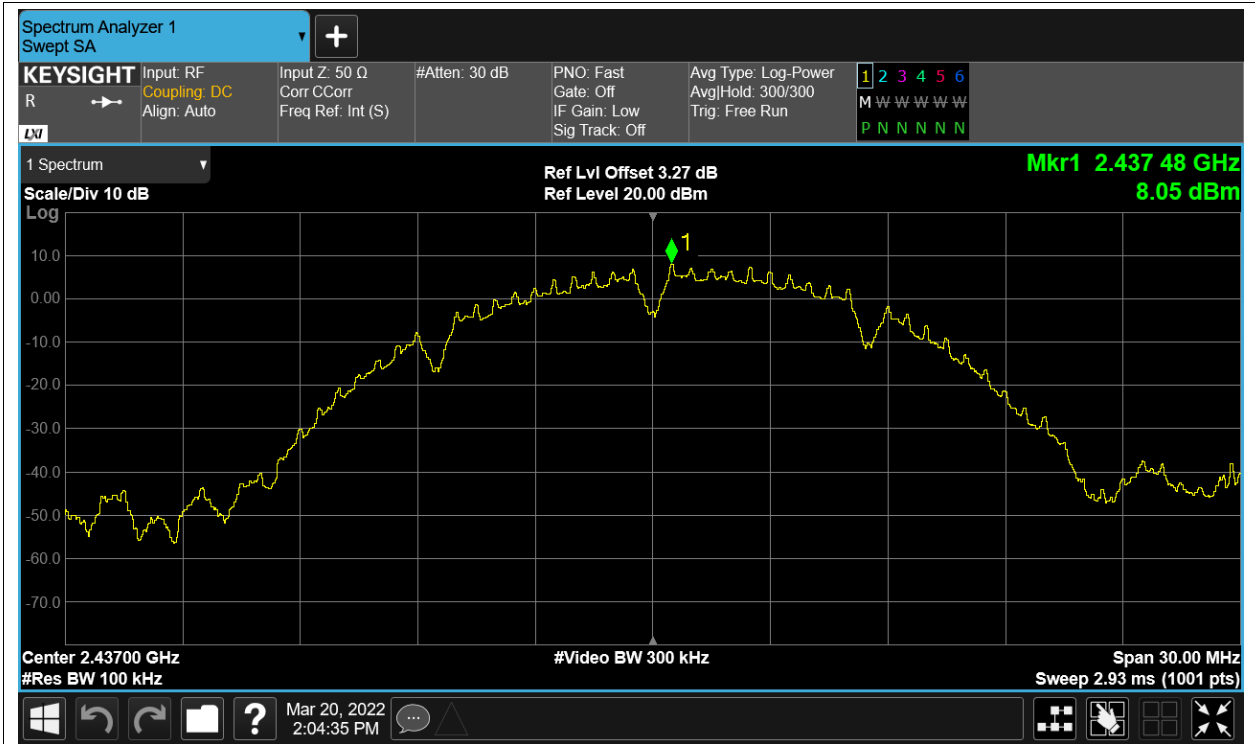 Spectrum Analyzer 1
Swept SA
KEYSIGHT
R
LXI
Input: RF
Coupling: DC
Align: Auto
Input Z: 50 Ω
Corr CCorr
Freq Ref: Int (S)
#Atten: 30 dB
PNO: Fast
Gate: Off
IF Gain: Low
Sig Track: Off
Avg Type: Log-Power
Avg|Hold: 300/300
Trig: Free Run
1 2 3 4 5 6
M W W W W W
P N N N N N
1 Spectrum
Scale/Div 10 dB
Log
Ref Lvl Offset 3.27 dB
Ref Level 20.00 dBm
Mkr1 2.437 48 GHz
8.05 dBm
1
10.0
0.00
-10.0
-20.0
-30.0
-40.0
-50.0
-60.0
-70.0
Center 2.43700 GHz
#Res BW 100 kHz
#Video BW 300 kHz
Span 30.00 MHz
Sweep 2.93 ms (1001 pts)
?
Mar 20, 2022
2:04:35 PM